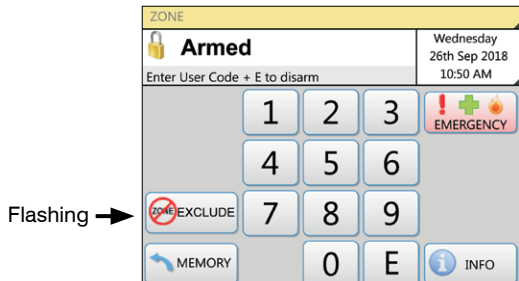 ZONE
Armed
Enter User Code + E to disarm
Wednesday
26th Sep 2018
10:50 AM
1 2 3
EMERGENCY
4 5 6
Flashing
ZONE EXCLUDE
7 8 9
MEMORY
0 E
i INFO